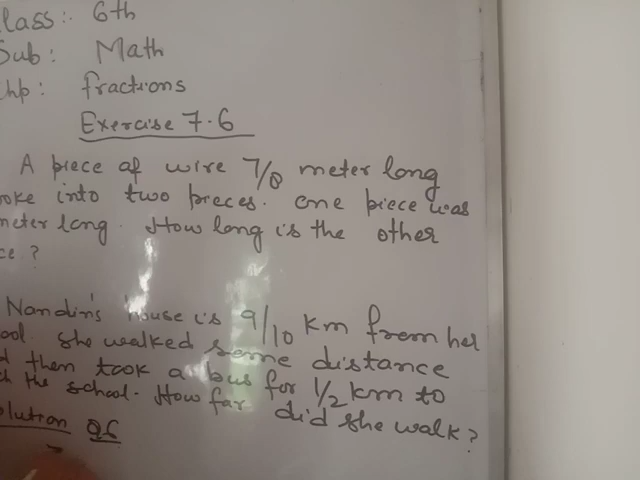 lass: 6th
Sub: Math
hp: fractions
Exercise 7.6
A piece of wire 7/8 meter long
roke into two pieces. One piece was
meter long. How long is the other
ce?
Nandin's house is 9/10 km from her
ool. She walked some distance
d then took a bus for 1/2 km to
ch the school. How far did she walk?
olution Q6